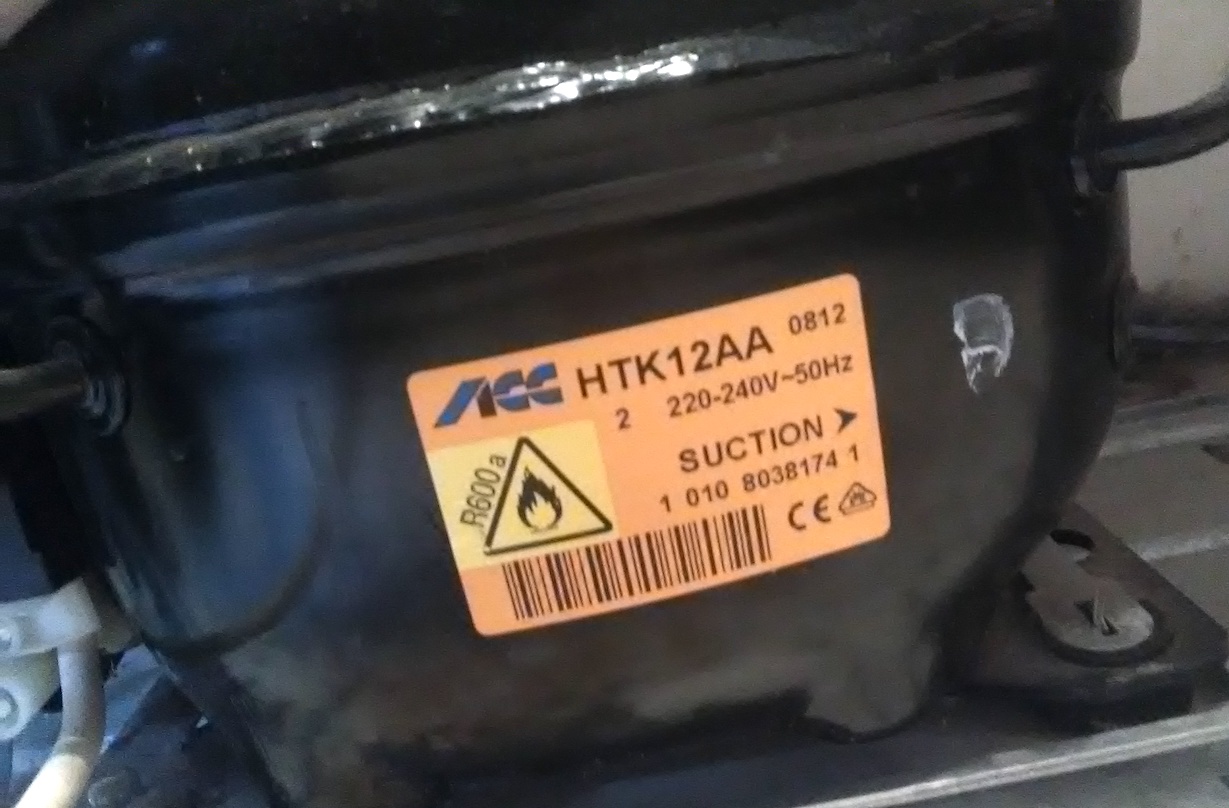 ACC HTK12AA 0812
2 220-240V~50Hz
SUCTION ➤
R600a
1 010 8038174 1
CE